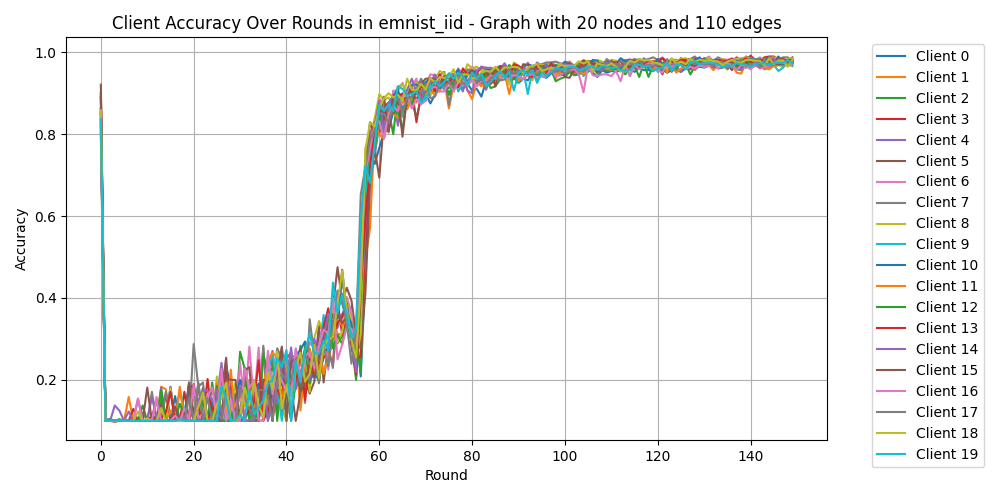 Client Accuracy Over Rounds in emnist_iid - Graph with 20 nodes and 110 edges
1.0
0.8
0.6
0.4
0.2
Accuracy
0
20
40
60
80
100
120
140
Round
Client 0
Client 1
Client 2
Client 3
Client 4
Client 5
Client 6
Client 7
Client 8
Client 9
Client 10
Client 11
Client 12
Client 13
Client 14
Client 15
Client 16
Client 17
Client 18
Client 19